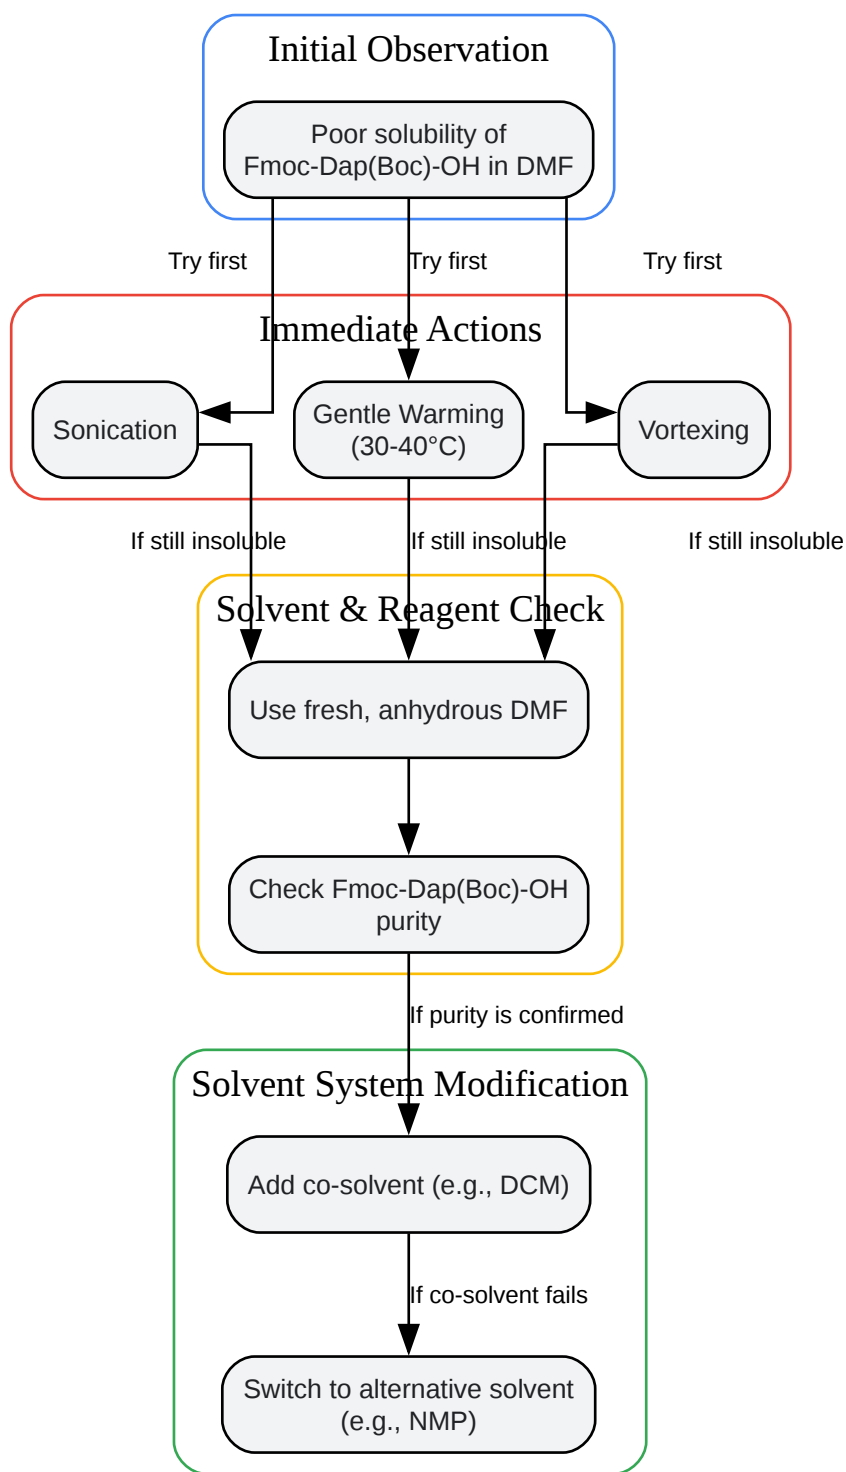 Initial Observation
Poor solubility of
Fmoc-Dap(Boc)-OH in DMF
Try first
Try first
Try first
Immediate Actions
Sonication
Gentle Warming
(30-40°C)
Vortexing
If still insoluble
If still insoluble
If still insoluble
Solvent & Reagent Check
Use fresh, anhydrous DMF
Check Fmoc-Dap(Boc)-OH
purity
If purity is confirmed
Solvent System Modification
Add co-solvent (e.g., DCM)
If co-solvent fails
Switch to alternative solvent
(e.g., NMP)